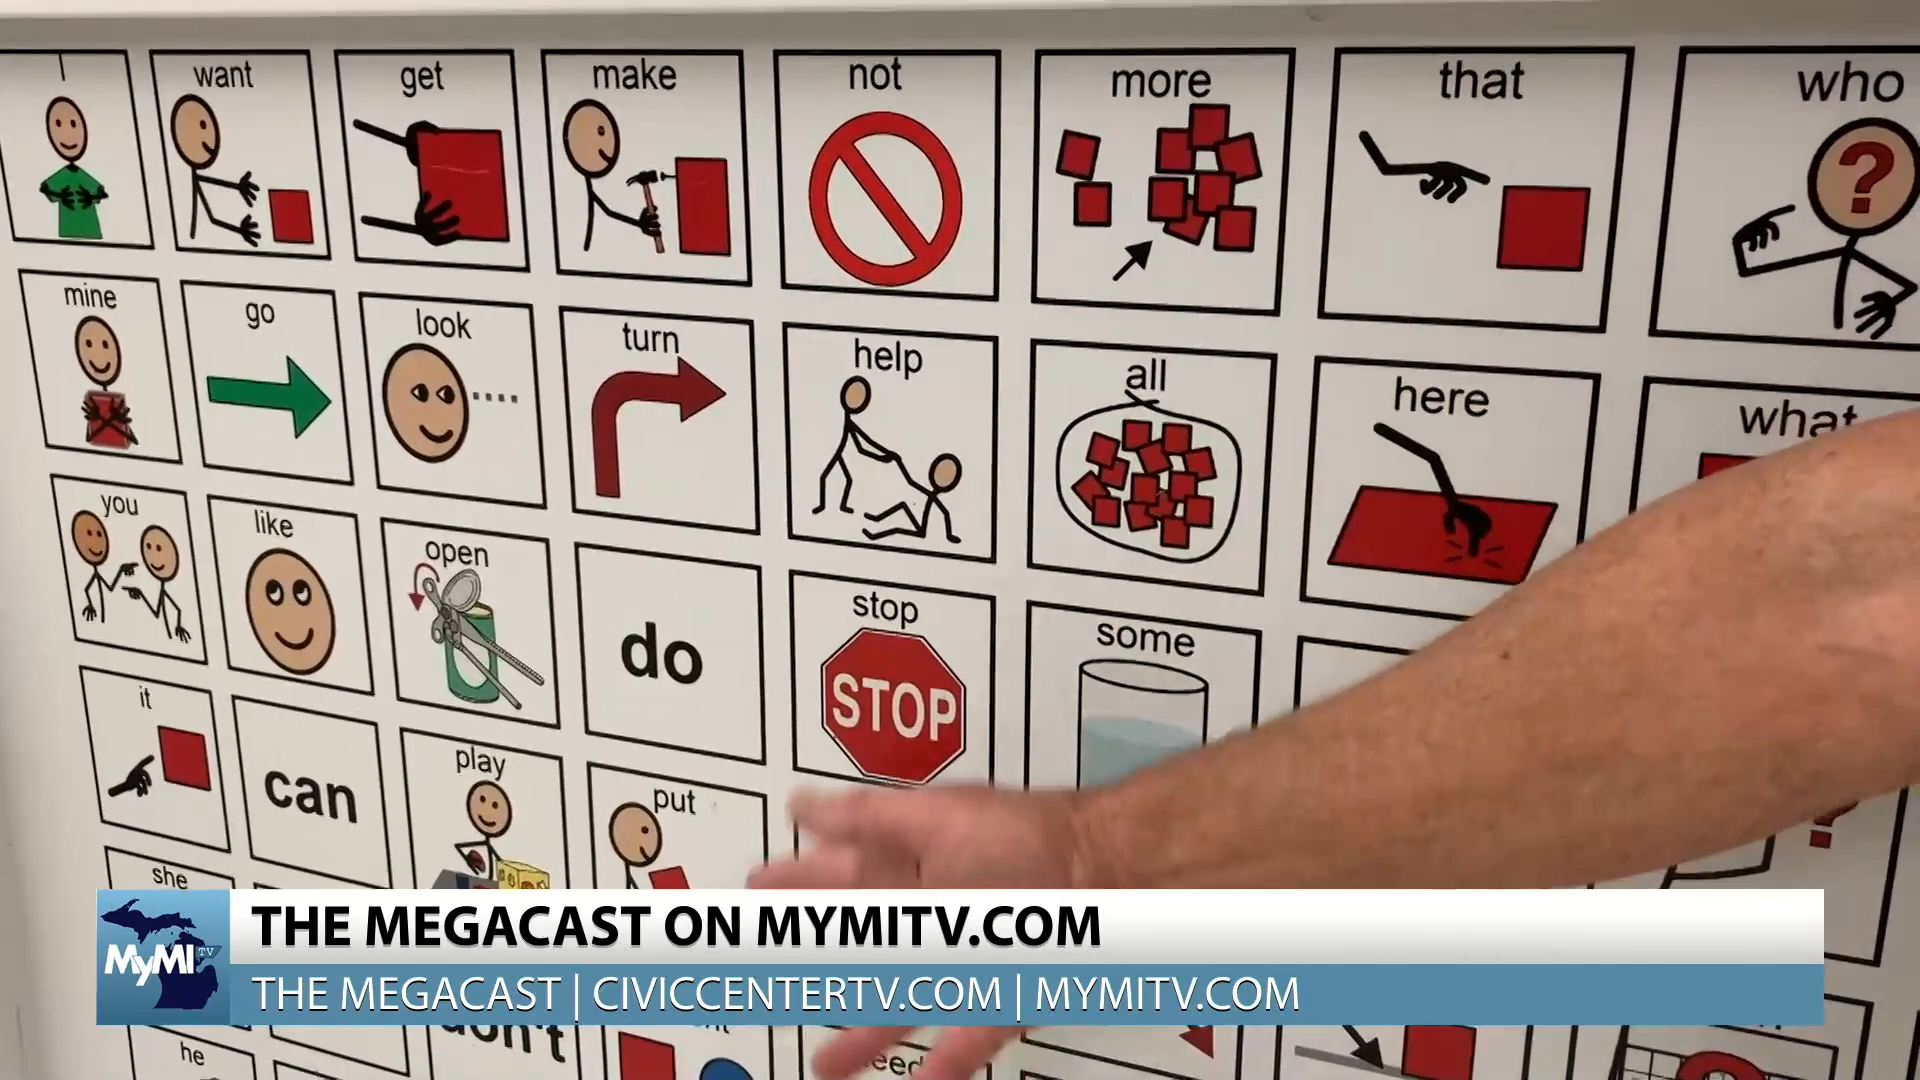 I
want
get
make
not
more
that
who
mine
go
look
turn
help
all
here
what
you
like
open
do
stop
STOP
some
it
can
play
put
she
THE MEGACAST ON MYMITV.COM
MyMI TV
THE MEGACAST | CIVICCENTERTV.COM | MYMITV.COM
don't
he